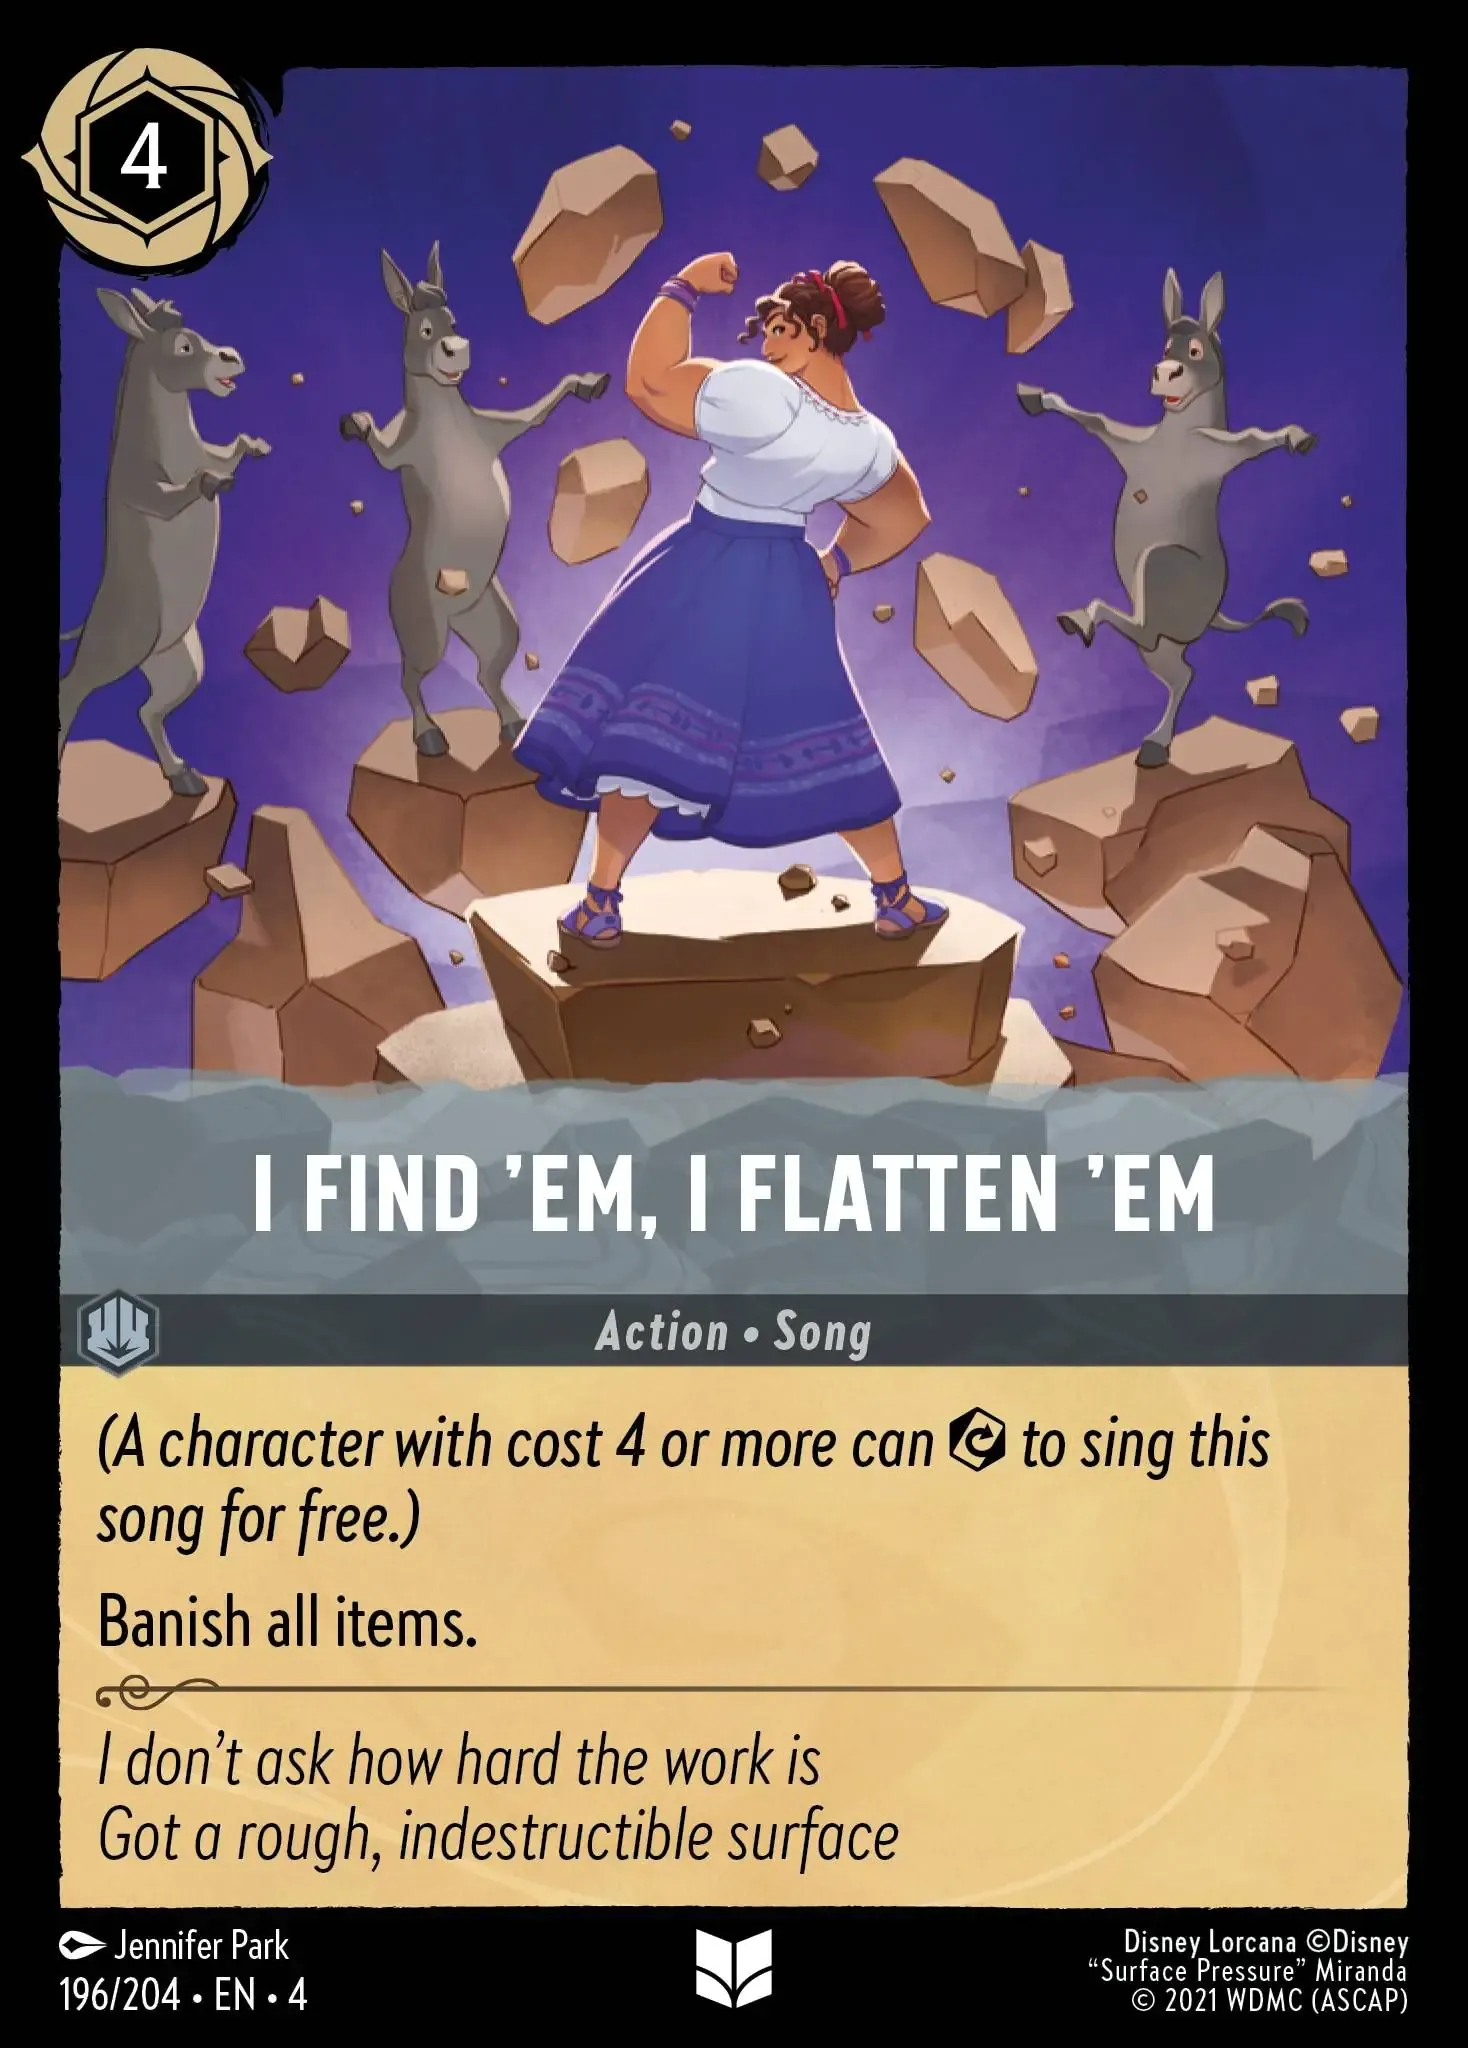 4
I FIND ’EM, I FLATTEN ’EM
Action • Song
(A character with cost 4 or more can to sing this
song for free.)
Banish all items.
I don’t ask how hard the work is
Got a rough, indestructible surface
Jennifer Park
196/204 • EN • 4
Disney Lorcana ©Disney
“Surface Pressure” Miranda
© 2021 WDMC (ASCAP)